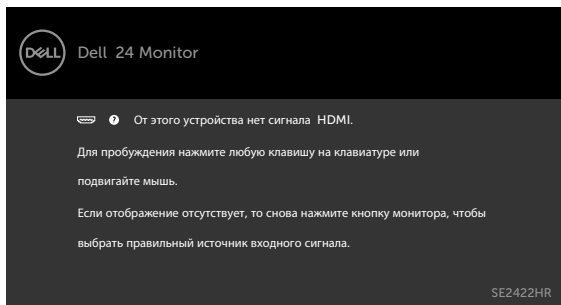 DELL
Dell 24 Monitor
От этого устройства нет сигнала HDMI.
Для пробуждения нажмите любую клавишу на клавиатуре или
подвигайте мышь.
Если отображение отсутствует, то снова нажмите кнопку монитора, чтобы
выбрать правильный источник входного сигнала.
SE2422HR